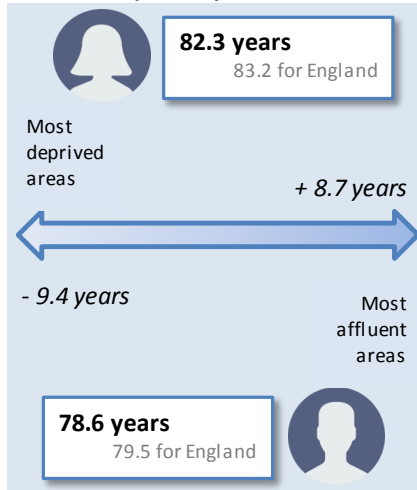 82.3 years
83.2 for England
Most
deprived
areas
+ 8.7 years
- 9.4 years
Most
affluent
areas
78.6 years
79.5 for England